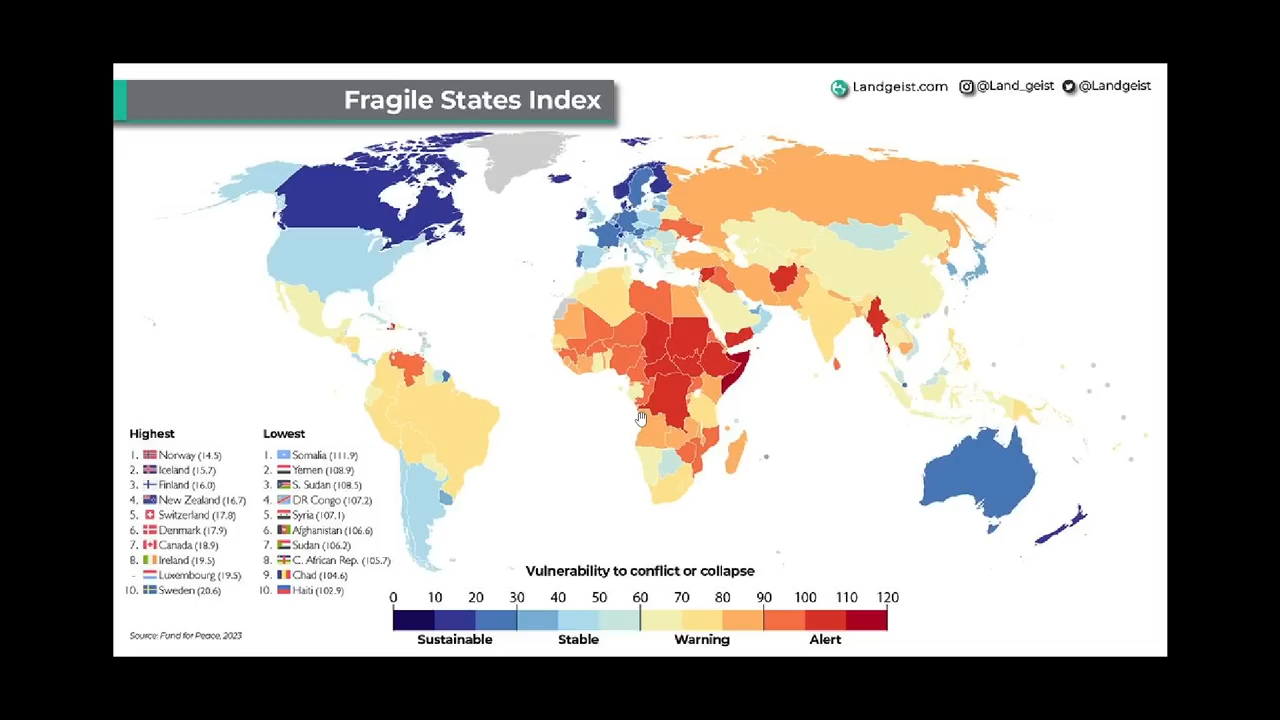 Fragile States Index
Landgeist.com @Land_geist @Landgeist
Highest
1. Norway (14.5)
2. Iceland (15.7)
3. Finland (16.0)
4. New Zealand (16.7)
5. Switzerland (17.8)
6. Denmark (17.9)
7. Canada (18.9)
8. Ireland (19.5)
- Luxembourg (19.5)
10. Sweden (20.6)
Lowest
1. Somalia (111.9)
2. Yemen (108.9)
3. S. Sudan (108.5)
4. DR Congo (107.2)
5. Syria (107.1)
6. Afghanistan (106.6)
7. Sudan (106.2)
8. C. African Rep. (105.7)
9. Chad (104.6)
10. Haiti (102.9)
Vulnerability to conflict or collapse
0 10 20 30 40 50 60 70 80 90 100 110 120
Sustainable Stable Warning Alert
Source: Fund for Peace, 2023